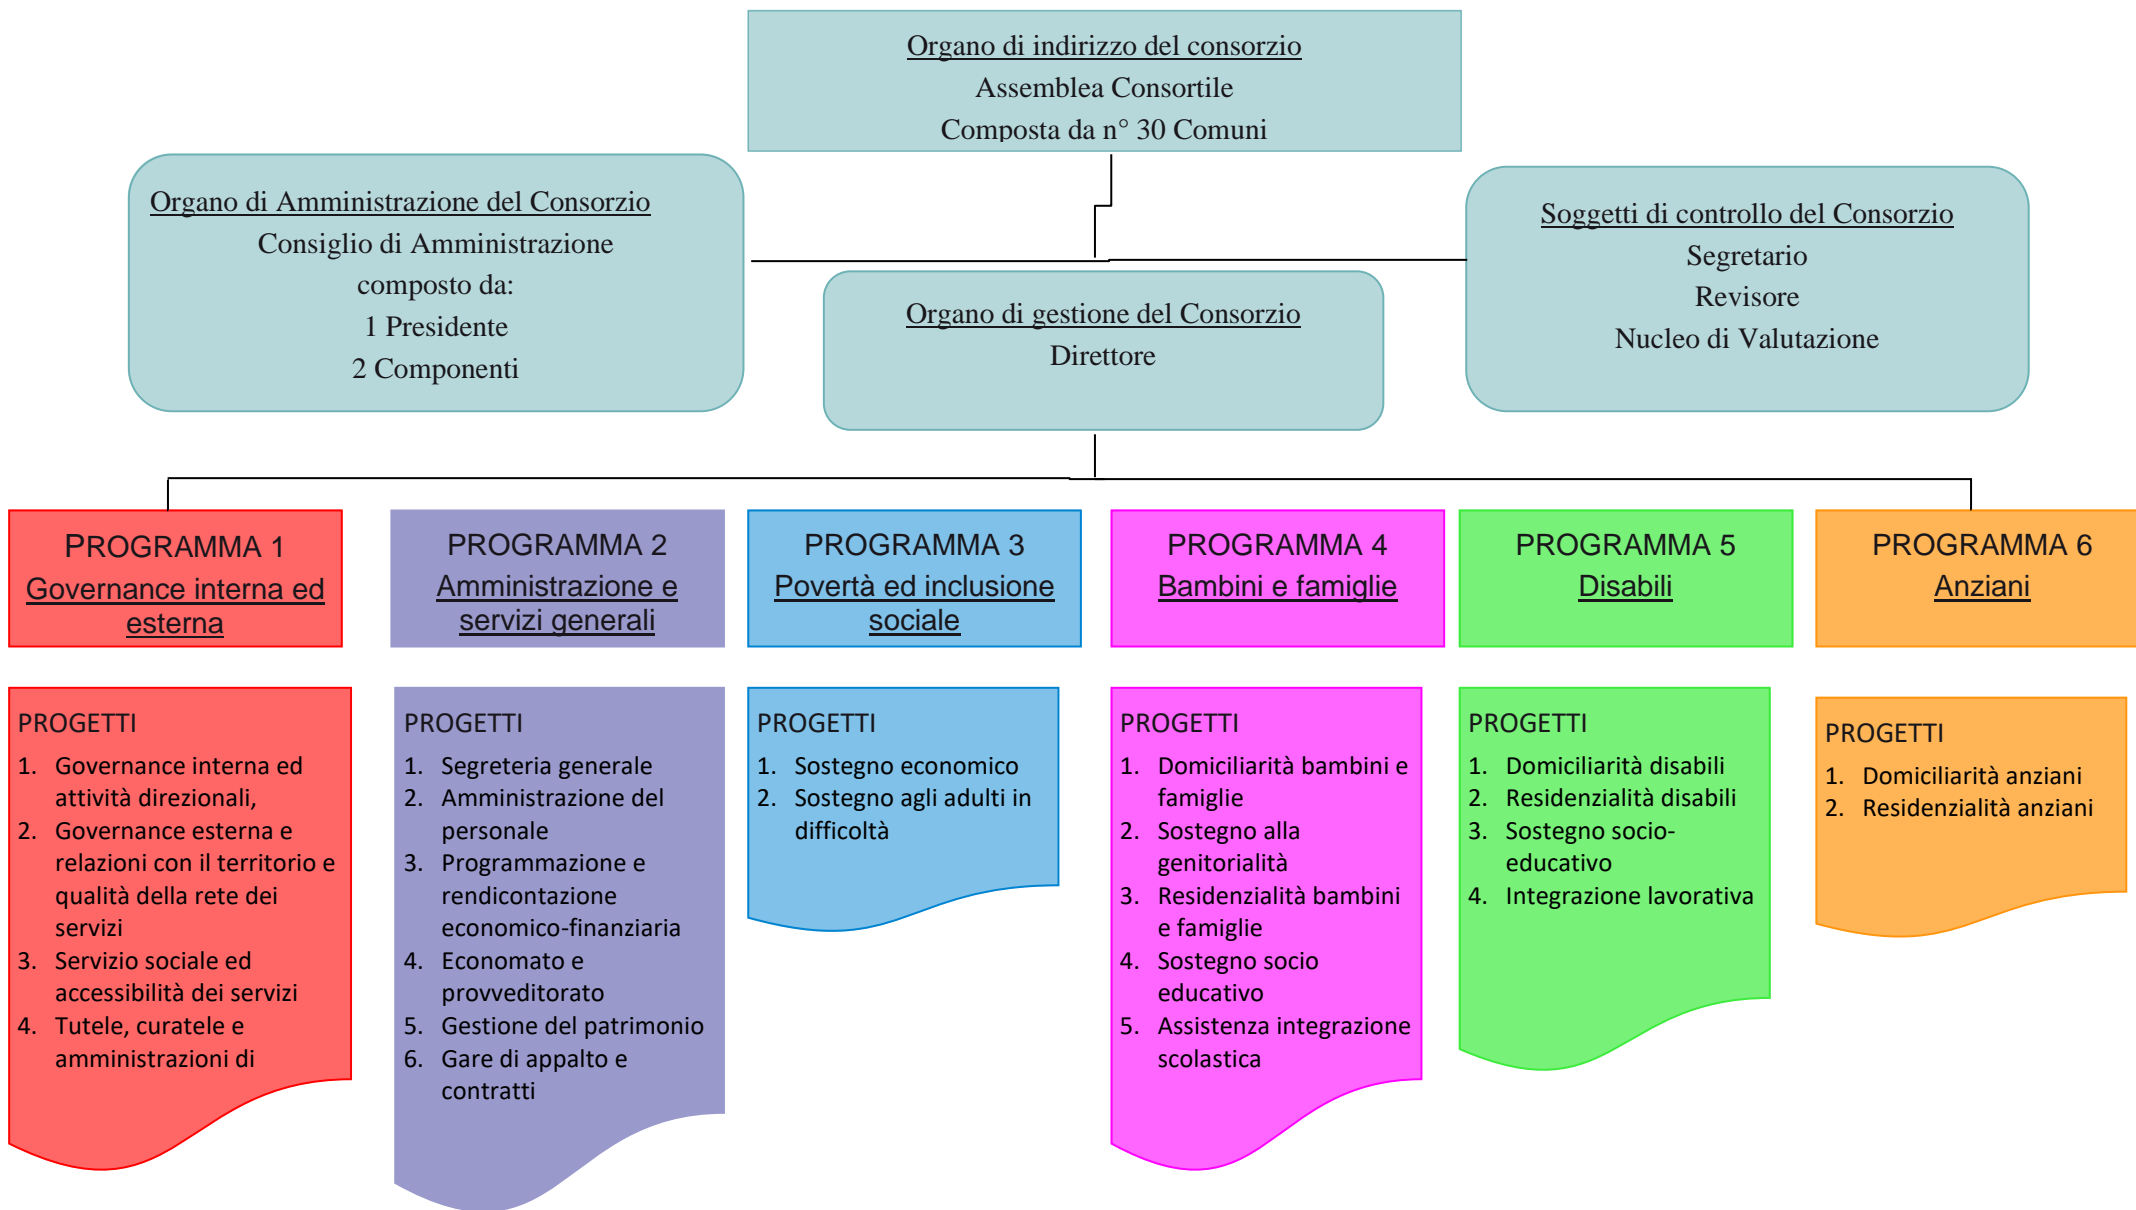 Organo di indirizzo del consorzio
Assemblea Consortile
Composta da n° 30 Comuni
Organo di Amministrazione del Consorzio
Consiglio di Amministrazione
composto da:
1 Presidente
2 Componenti
Organo di gestione del Consorzio
Direttore
Soggetti di controllo del Consorzio
Segretario
Revisore
Nucleo di Valutazione
PROGRAMMA 1
Governance interna ed
esterna
PROGRAMMA 2
Amministrazione e
servizi generali
PROGRAMMA 3
Povertà ed inclusione
sociale
PROGRAMMA 4
Bambini e famiglie
PROGRAMMA 5
Disabili
PROGRAMMA 6
Anziani
PROGETTI
1. Governance interna ed
attività direzionali,
2. Governance esterna e
relazioni con il territorio e
qualità della rete dei
servizi
3. Servizio sociale ed
accessibilità dei servizi
4. Tutele, curatele e
amministrazioni di
PROGETTI
1. Segreteria generale
2. Amministrazione del
personale
3. Programmazione e
rendicontazione
economico-finanziaria
4. Economato e
provveditorato
5. Gestione del patrimonio
6. Gare di appalto e
contratti
PROGETTI
1. Sostegno economico
2. Sostegno agli adulti in
difficoltà
PROGETTI
1. Domiciliarità bambini e
famiglie
2. Sostegno alla
genitorialità
3. Residenzialità bambini
e famiglie
4. Sostegno socio
educativo
5. Assistenza integrazione
scolastica
PROGETTI
1. Domiciliarità disabili
2. Residenzialità disabili
3. Sostegno socio-
educativo
4. Integrazione lavorativa
PROGETTI
1. Domiciliarità anziani
2. Residenzialità anziani